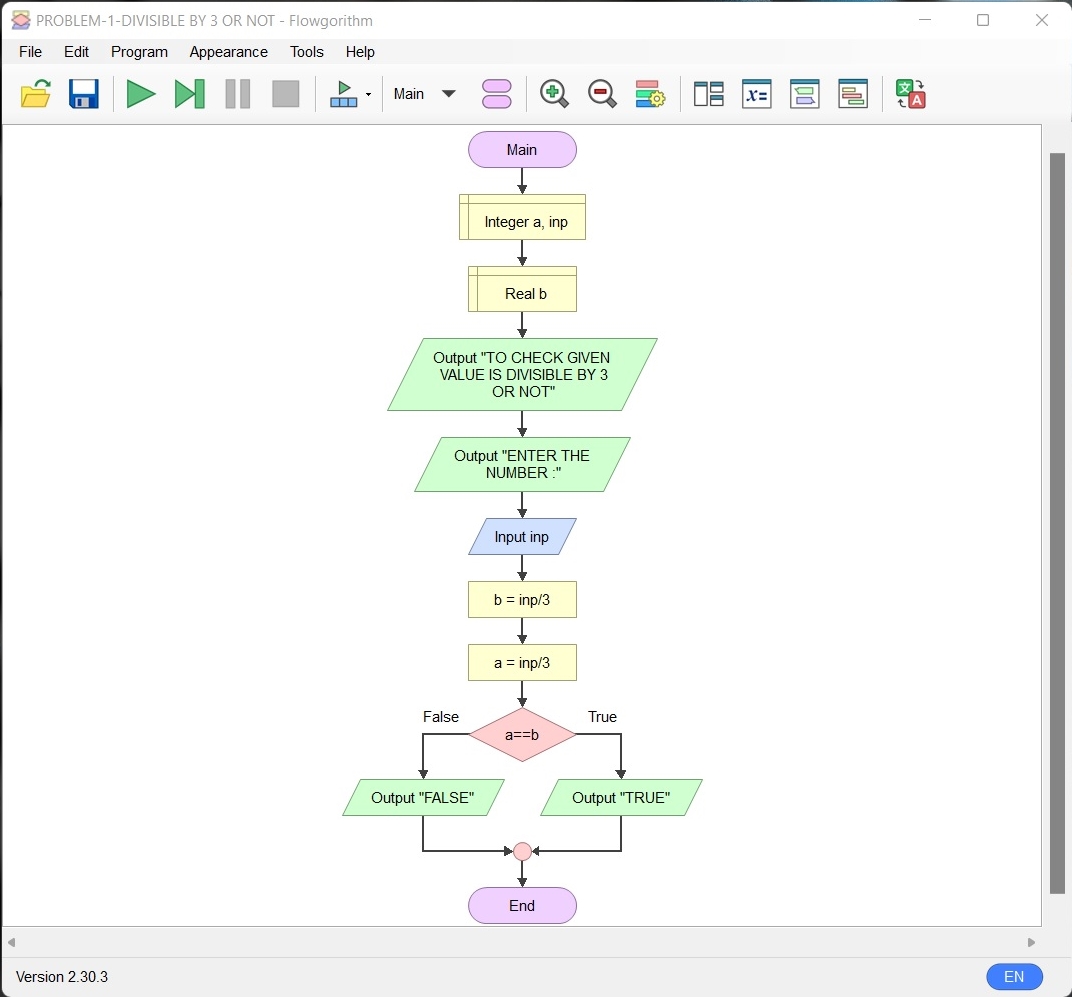 PROBLEM-1-DIVISIBLE BY 3 OR NOT - Flowgorithm
File Edit Program Appearance Tools Help
Main
x=
文 A
Main
Integer a, inp
Real b
Output "TO CHECK GIVEN
VALUE IS DIVISIBLE BY 3
OR NOT"
Output "ENTER THE
NUMBER :"
Input inp
b = inp/3
a = inp/3
False True
a==b
Output "FALSE" Output "TRUE"
End
Version 2.30.3 EN